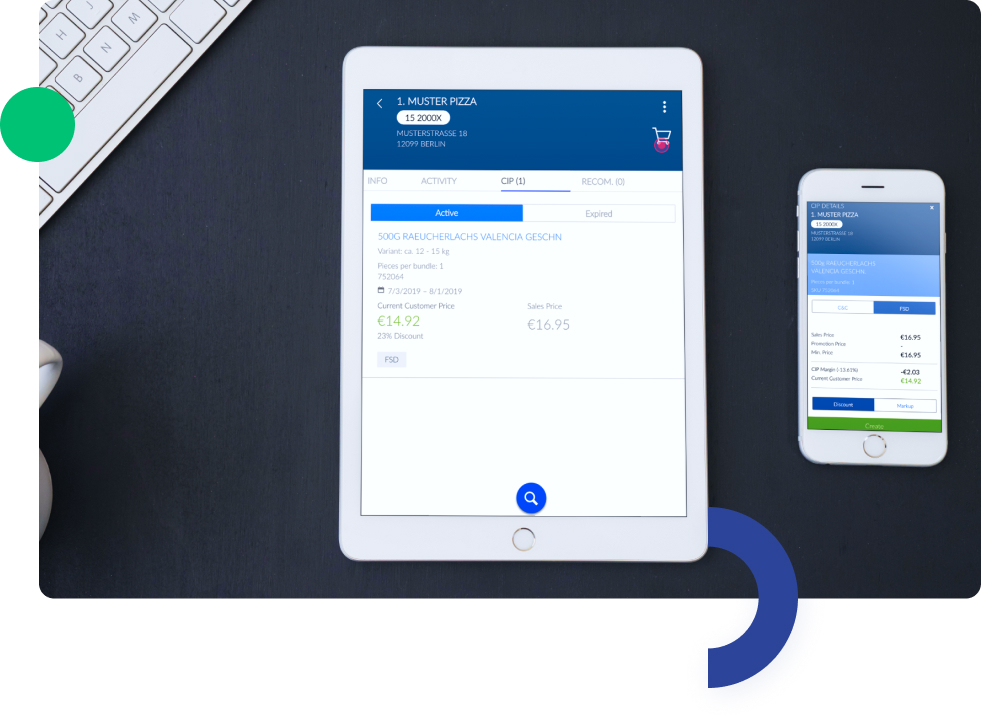 H
J
M
B
N
1. MUSTER PIZZA
15 2000X
MUSTERSTRASSE 18
12099 BERLIN
INFO ACTIVITY CIP (1) RECOM. (0)
Active Expired
500G RAEUCHERLACHS VALENCIA GESCHN
Variant: ca. 12 - 15 kg
Pieces per bundle: 1
752064
7/3/2019 – 8/1/2019
Current Customer Price Sales Price
€14.92 €16.95
23% Discount
FSD
CIP DETAILS x
1. MUSTER PIZZA
15 2000X
MUSTERSTRASSE 18
12099 BERLIN
500g RAEUCHERLACHS
VALENCIA GESCHN
Pieces per bundle: 1
SKU 752064
FSD
Sales Price €16.95
Promotion Price -
Min. Price €16.95
CIP Margin (-13.61%) -€2.03
Current Customer Price €14.92
Discount Markup
Create